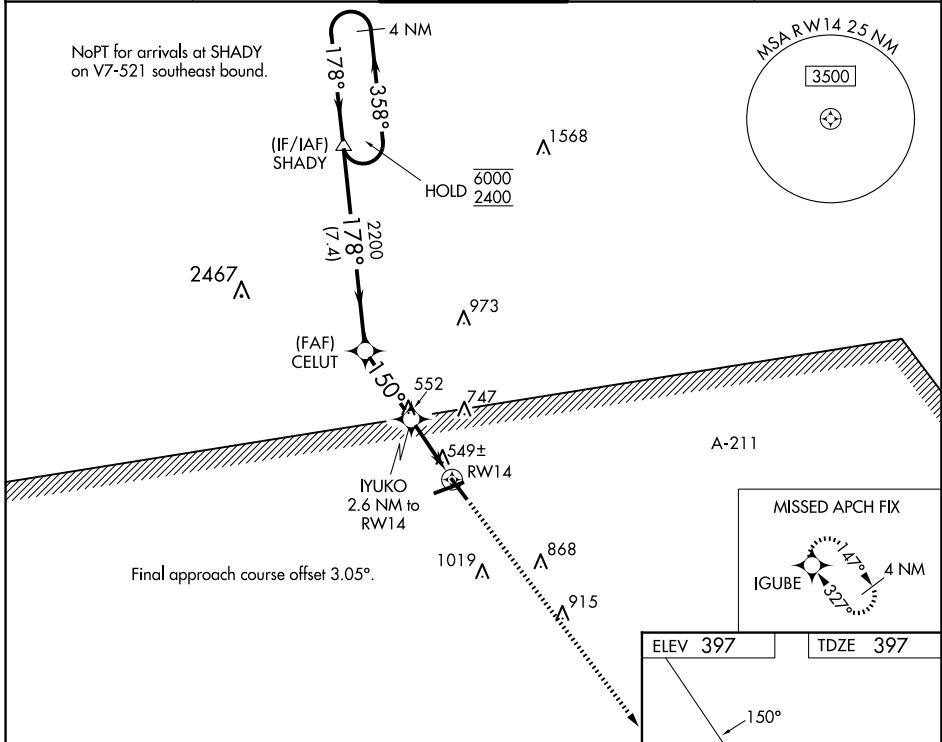 NoPT for arrivals at SHADY
on V7-521 southeast bound.
4 NM
178°
358°
(IF/IAF)
SHADY
HOLD 6000
2400
1568
MSA RW14 25 NM
3500
2200
178°
(7.4)
2467
973
(FAF)
CELUT
150°
552
747
A-211
549±
RW14
IYUKO
2.6 NM to
RW14
Final approach course offset 3.05°.
1019
868
915
MISSED APCH FIX
IGUBE
147°
327°
4 NM
ELEV 397
TDZE 397
150°